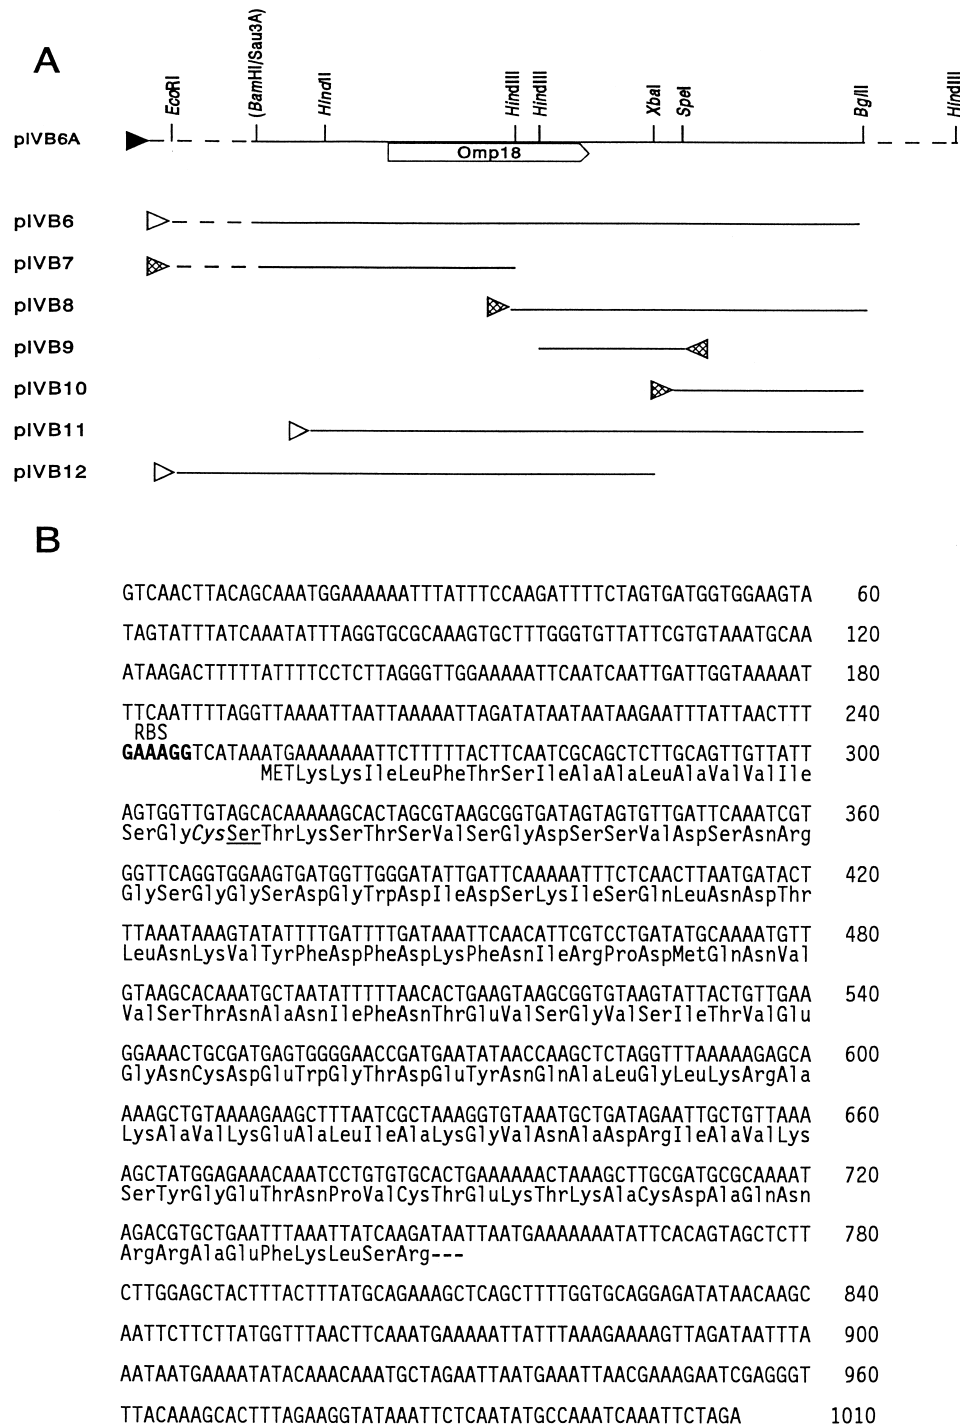 A
EcoRI
(BamHI/Sau3A)
HindII
HindIII
HindIII
XbaI
SpeI
BglII
HindIII
pIVB6A
Omp18
pIVB6
pIVB7
pIVB8
pIVB9
pIVB10
pIVB11
pIVB12
B
GTCAACTTACAGCAAATGGAAAAAATTTATTTCCAAGATTTTCTAGTGATGGTGGAAGTA 60
TAGTATTTATCAAATATTTAGGTGCGCAAAGTGCTTTGGGTGTTATTCGTGTAAATGCAA 120
ATAAGACTTTTTATTTTCCTCTTAGGGTTGGAAAAATTCAATCAATTGATTGGTAAAAAT 180
TTCAATTTTAGGTTAAAATTAATTAAAAATTAGATATAATAATAAGAATTTATTAACTTT 240
RBS
GAAAGGTCATAAATGAAAAAAATTCTTTTTACTTCAATCGCAGCTCTTGCAGTTGTTATT 300
METLysLysIleLeuPheThrSerIleAlaAlaLeuAlaValValIle
AGTGGTTGTAGCACAAAAAGCACTAGCGTAAGCGGTGATAGTAGTGTTGATTCAAATCGT 360
SerGlyCysSerThrLysSerThrSerValSerGlyAspSerSerValAspSerAsnArg
GGTTCAGGTGGAAGTGATGGTTGGGATATTGATTCAAAAATTTCTCAACTTAATGATACT 420
GlySerGlyGlySerAspGlyTrpAspIleAspSerLysIleSerGlnLeuAsnAspThr
TTAAATAAAGTATATTTTGATTTTGATAAATTCAACATTCGTCCTGATATGCAAAATGTT 480
LeuAsnLysValTyrPheAspPheAspLysPheAsnIleArgProAspMetGlnAsnVal
GTAAGCACAAATGCTAATATTTTTAACACTGAAGTAAGCGGTGTAAGTATTACTGTTGAA 540
ValSerThrAsnAlaAsnIlePheAsnThrGluValSerGlyValSerIleThrValGlu
GGAAACTGCGATGAGTGGGGAACCGATGAATATAACCAAGCTCTAGGTTTAAAAAGAGCA 600
GlyAsnCysAspGluTrpGlyThrAspGluTyrAsnGlnAlaLeuGlyLeuLysArgAla
AAAGCTGTAAAAGAAGCTTTAATCGCTAAAGGTGTAAATGCTGATAGAATTGCTGTTAAA 660
LysAlaValLysGluAlaLeuIleAlaLysGlyValAsnAlaAspArgIleAlaValLys
AGCTATGGAGAAACAAATCCTGTGTGCACTGAAAAAACTAAAGCTTGCGATGCGCAAAAT 720
SerTyrGlyGluThrAsnProValCysThrGluLysThrLysAlaCysAspAlaGlnAsn
AGACGTGCTGAATTTAAATTATCAAGATAATTAATGAAAAAAATATTCACAGTAGCTCTT 780
ArgArgAlaGluPheLysLeuSerArg---
CTTGGAGCTACTTTACTTTATGCAGAAAGCTCAGCTTTTGGTGCAGGAGATATAACAAGC 840
AATTCTTCTTATGGTTTAACTTCAAATGAAAAATTATTTAAAGAAAAGTTAGATAATTTA 900
AATAATGAAAATATACAAACAAATGCTAGAATTAATGAAATTAACGAAAGAATCGAGGGT 960
TTACAAAGCACTTTAGAAGGTATAAATTCTCAATATGCCAAATCAAATTCTAGA 1010